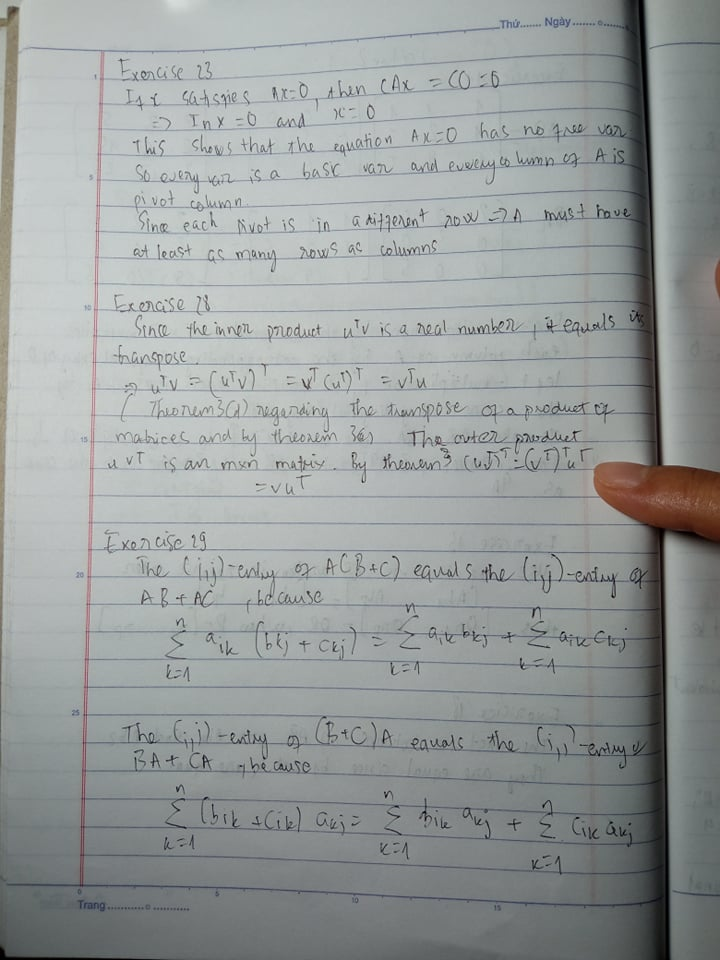 Thứ....... Ngày.......
Exercise 23
If x satisfies Ax=0, then CAx = C0 = 0
=> In x = 0 and x = 0
This shows that the equation Ax=0 has no free var
So every var is a basic var and every column of A is
pivot column.
Since each pivot is in a different row => A must have
at least as many rows as columns
Exercise 28
Since the inner product uᵀv is a real number, it equals its
transpose.
=> uᵀv = (uᵀv)ᵀ = vᵀ(uᵀ)ᵀ = vᵀu
( Theorem 3(d) regarding the transpose of a product of
matrices and by theorem 3(a) The outer product
u vᵀ is an mxn matrix. By theorem 3 (uvᵀ)ᵀ = (vᵀ)ᵀuᵀ
= vuᵀ
Exercise 29
The (i,j)-entry of A(B+C) equals the (i,j)-entry of
AB + AC , because
n∑k=1 aik (bkj + ckj) = n∑k=1 aik bkj + n∑k=1 aik ckj
The (i,j)-entry of (B+C)A equals the (i,j)-entry of
BA + CA , because
n∑k=1 (bik + cik) akj = n∑k=1 bik akj + n∑k=1 cik akj
Trang...........